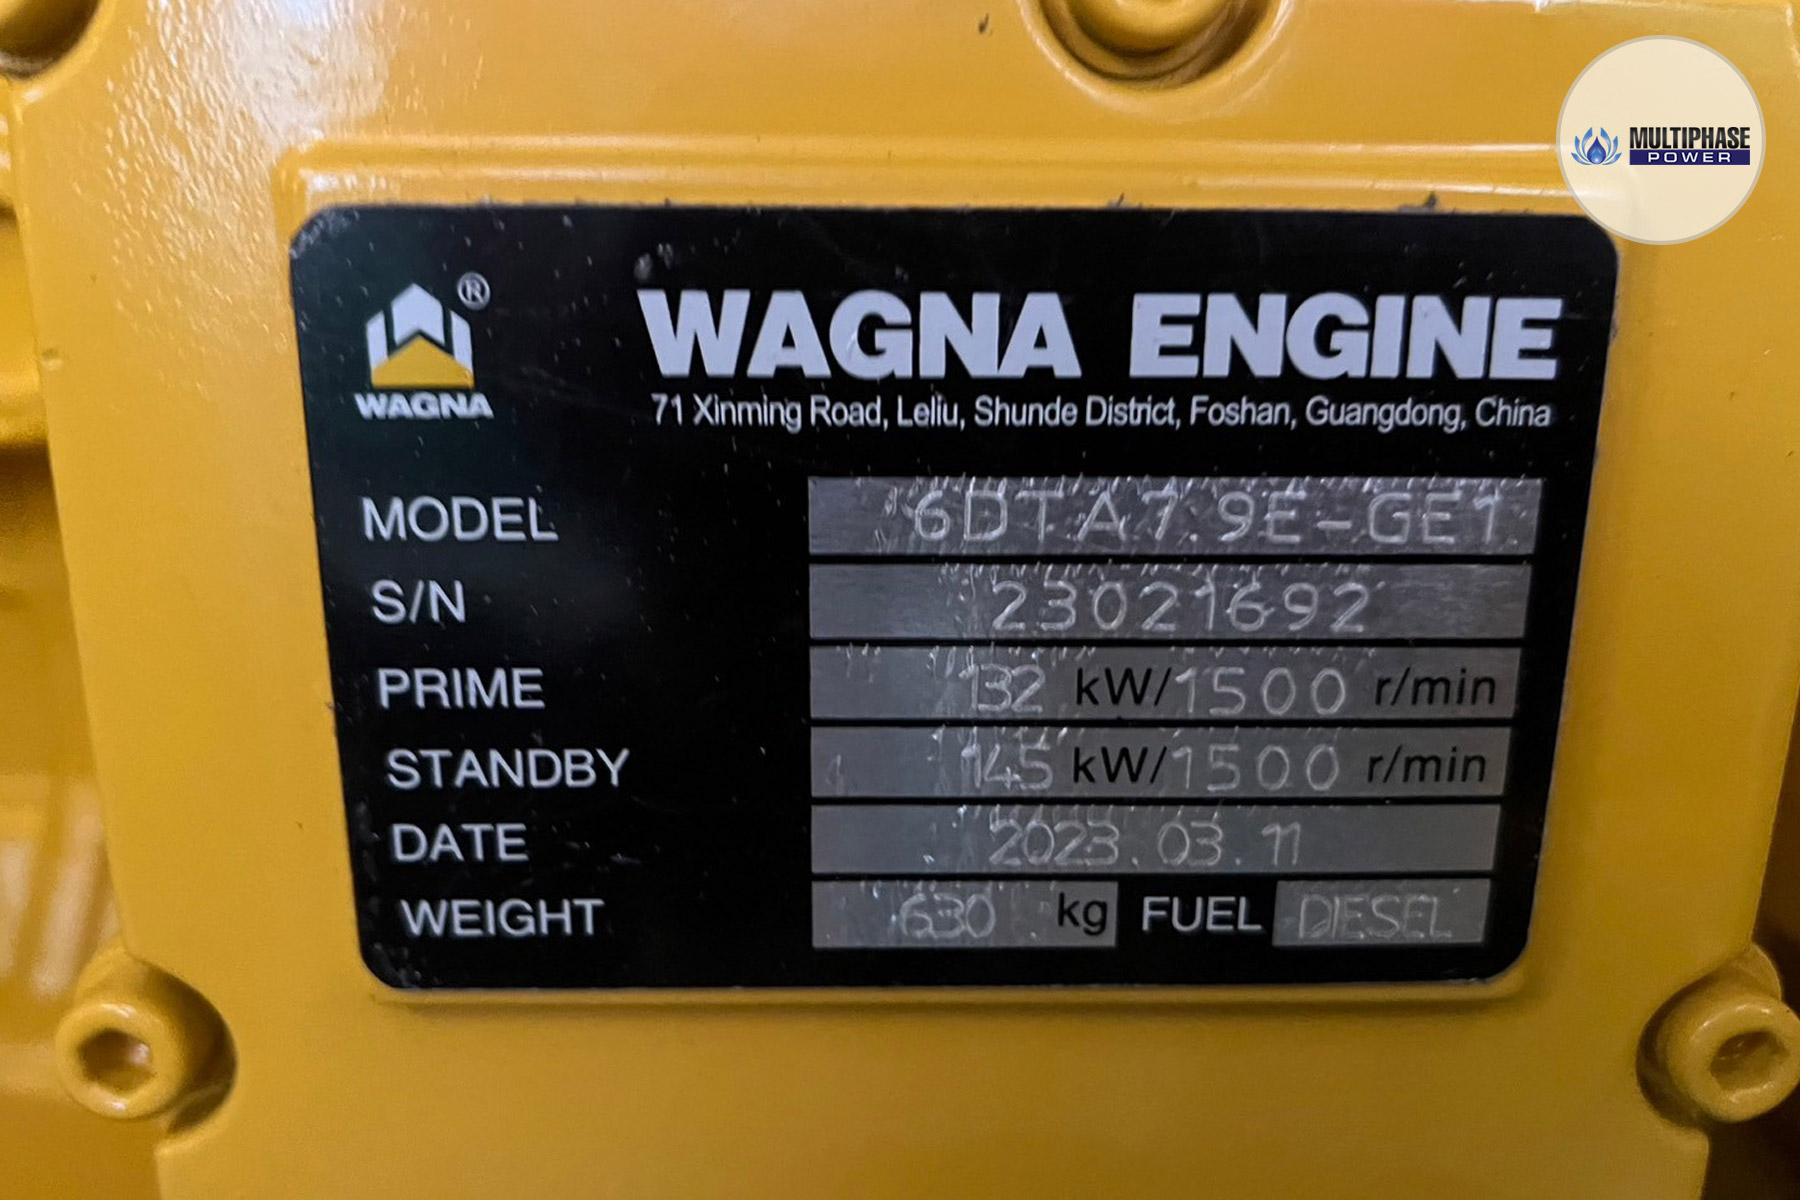 MULTIPHASE
POWER
®
WAGNA
WAGNA ENGINE
71 Xinming Road, Leliu, Shunde District, Foshan, Guangdong, China
MODEL 6DTA7.9E-GE1
S/N 23021692
PRIME 132 kW/1500 r/min
STANDBY 145 kW/1500 r/min
DATE 2023.03.11
WEIGHT 630 kg FUEL DIESEL